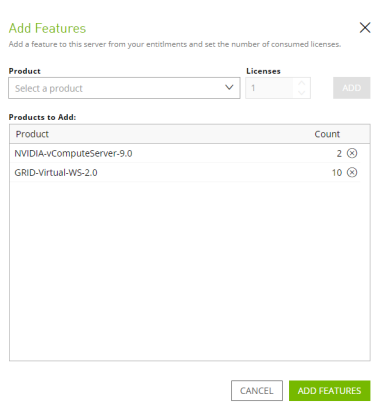 Add Features
Add a feature to this server from your entitlments and set the number of consumed licenses.
Product Licenses
Select a product 1 ADD
Products to Add:
Product Count
NVIDIA-vComputeServer-9.0 2
GRID-Virtual-WS-2.0 10
CANCEL ADD FEATURES